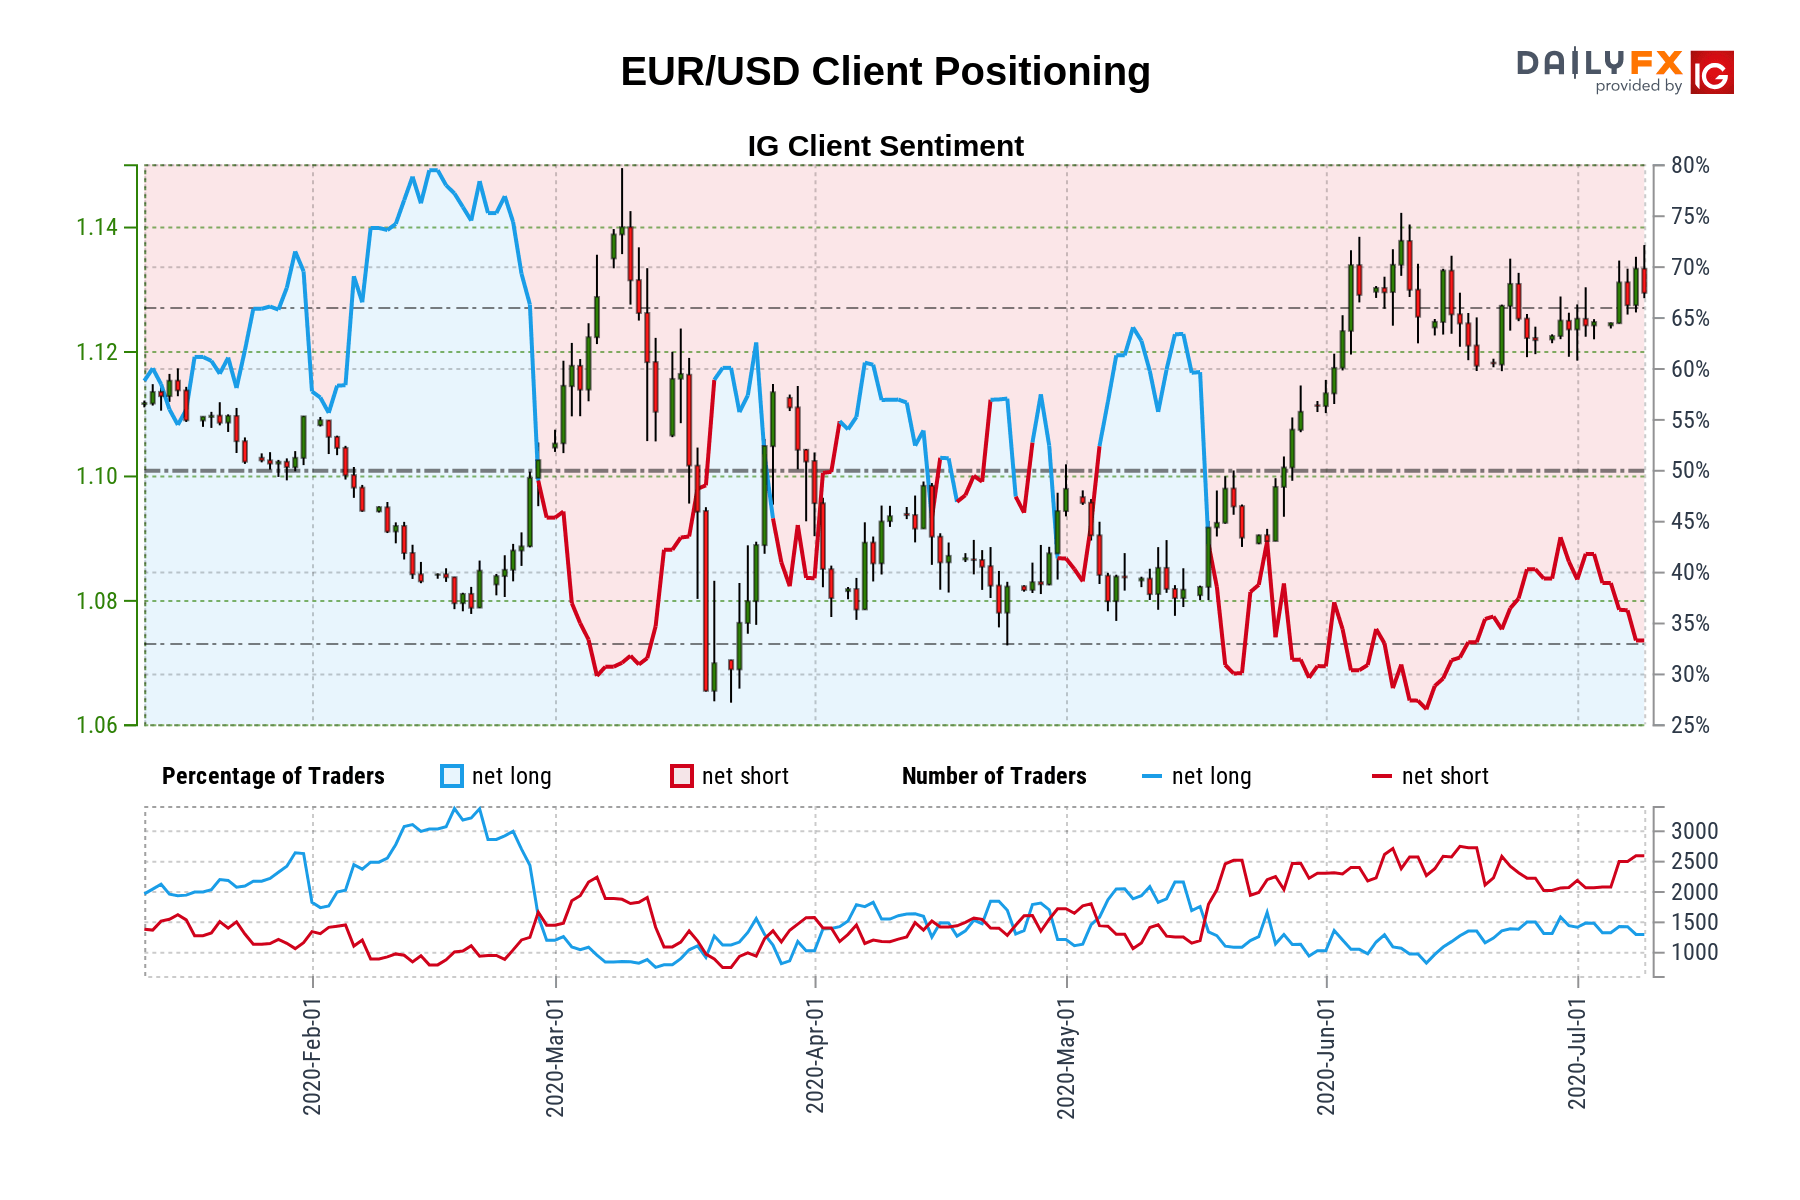 EUR/USD Client Positioning
DAILYFX
provided by
IG
IG Client Sentiment
1.14
1.12
1.10
1.08
1.06
80%
75%
70%
65%
60%
55%
50%
45%
40%
35%
30%
25%
Percentage of Traders net long net short Number of Traders net long net short
3000
2500
2000
1500
1000
2020-Feb-01
2020-Mar-01
2020-Apr-01
2020-May-01
2020-Jun-01
2020-Jul-01